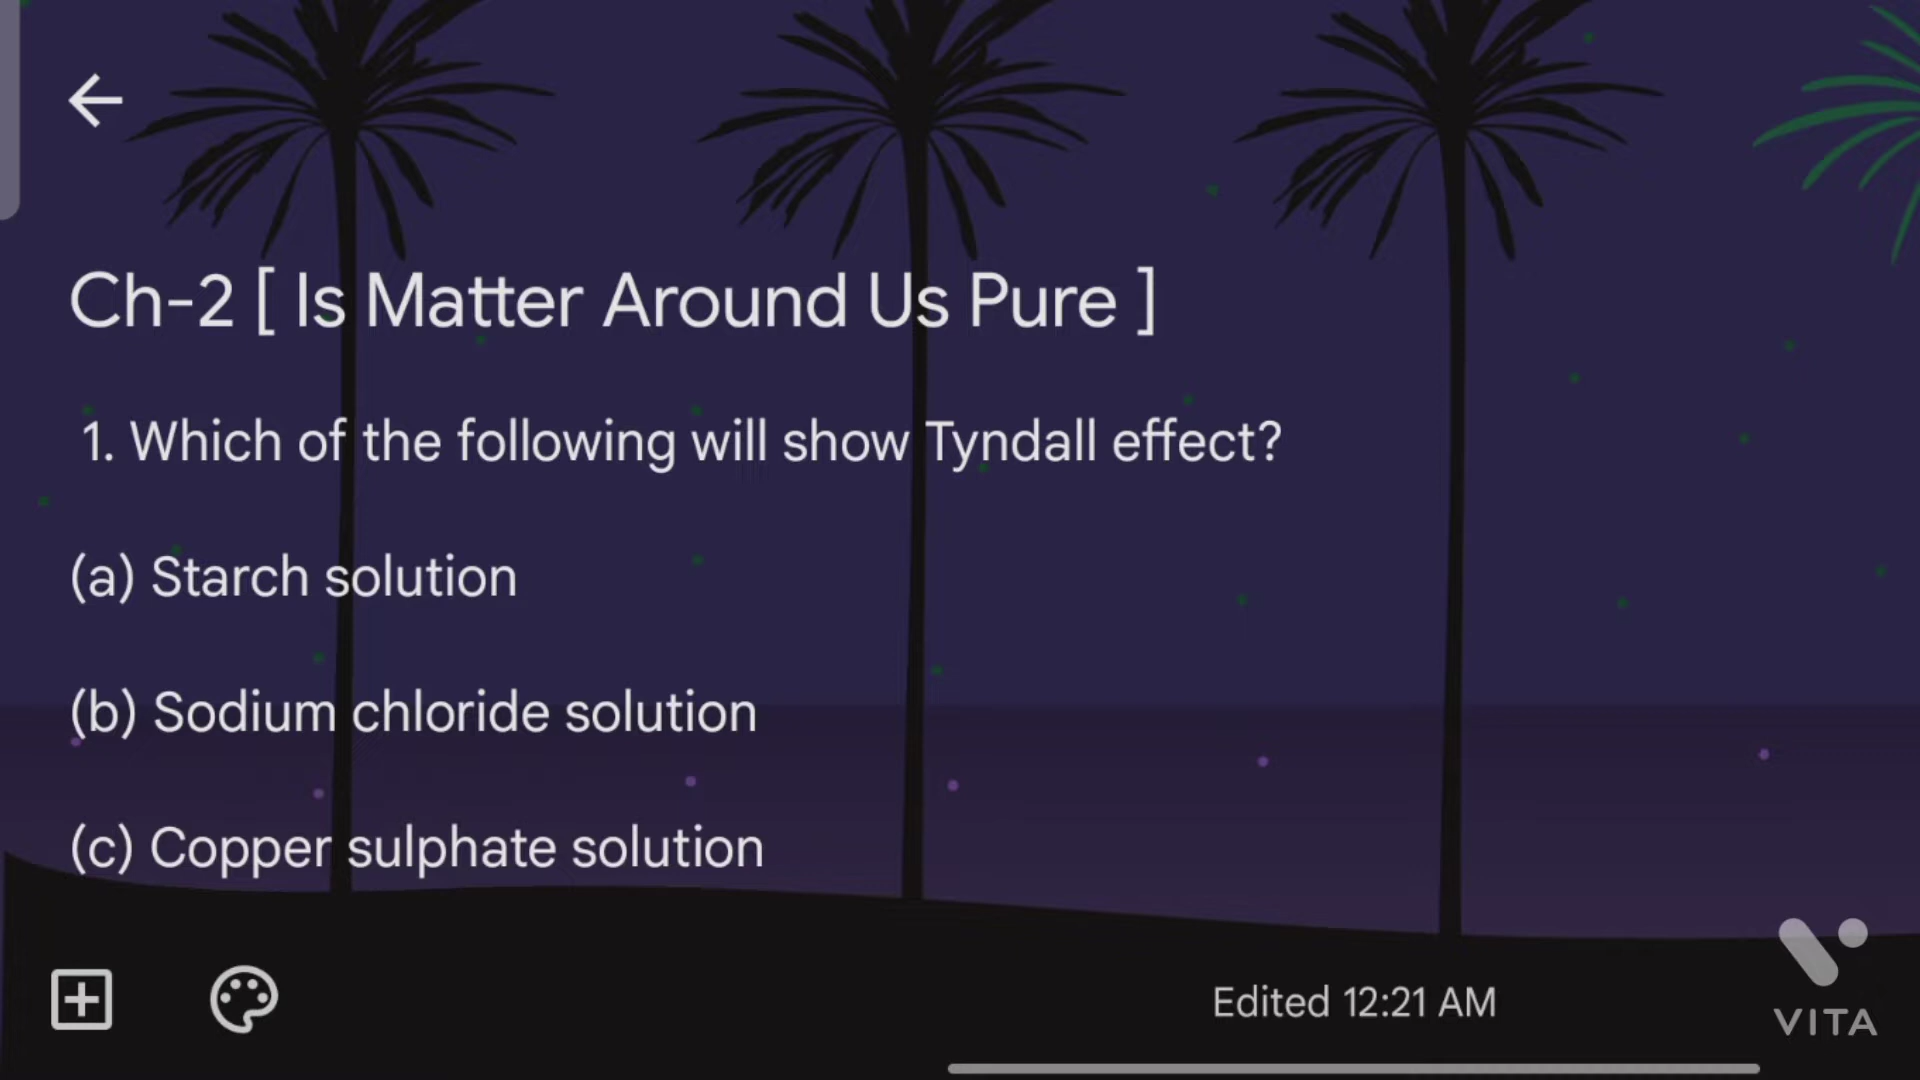 Ch-2 [ Is Matter Around Us Pure ]
1. Which of the following will show Tyndall effect?
(a) Starch solution
(b) Sodium chloride solution
(c) Copper sulphate solution
Edited 12:21 AM
VITA